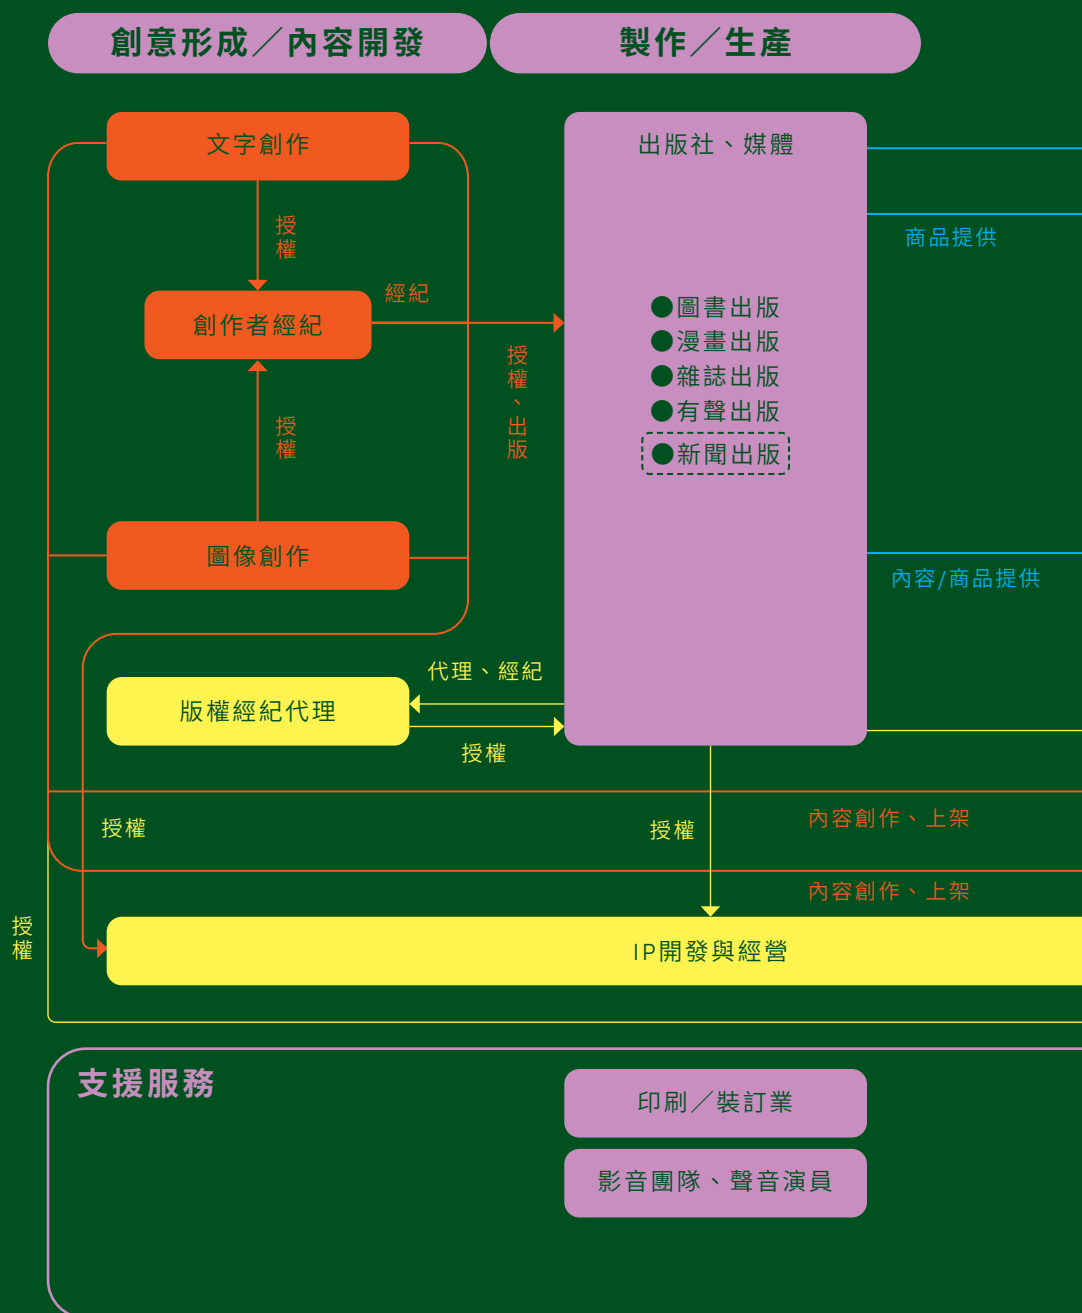 創意形成／內容開發
製作／生產
文字創作
出版社、媒體
授權
商品提供
經紀
創作者經紀
●圖書出版
●漫畫出版
●雜誌出版
●有聲出版
●新聞出版
授權、出版
授權
圖像創作
內容/商品提供
代理、經紀
版權經紀代理
授權
內容創作、上架
授權
授權
內容創作、上架
授權
IP開發與經營
支援服務
印刷／裝訂業
影音團隊、聲音演員